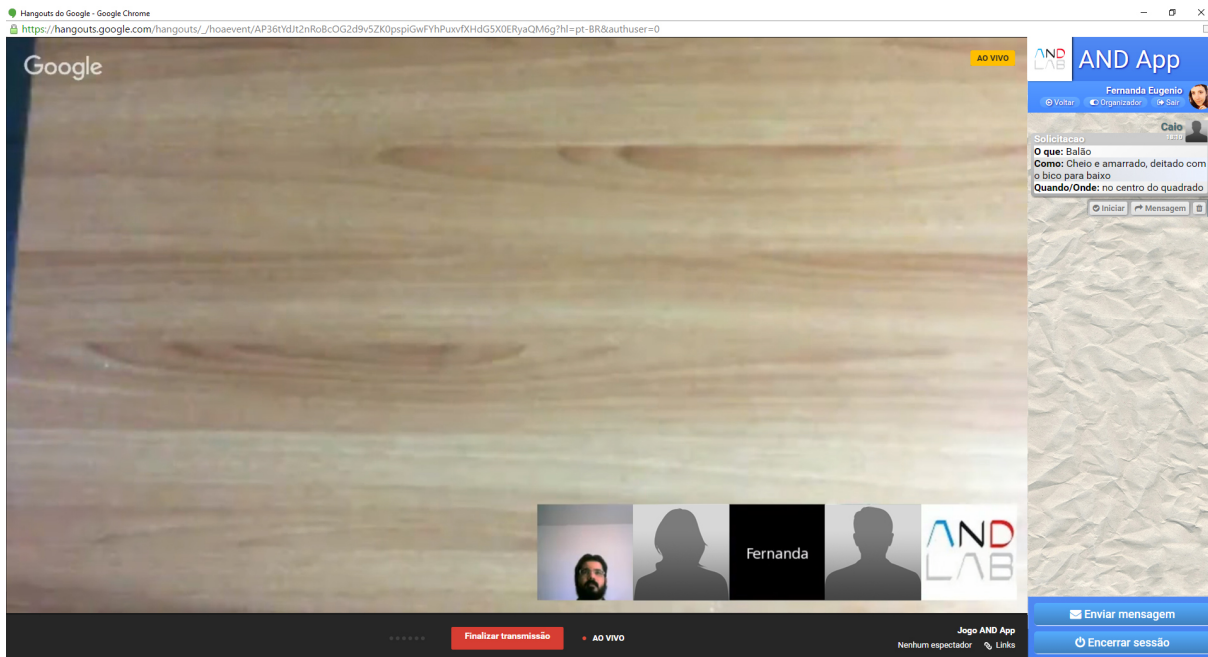 Hangouts do Google - Google Chrome
https://hangouts.google.com/hangouts/_/hoaevent/AP36tYdJt2nRoBcOG2d9v5ZK0pspiGwFYhPuxvfXHdG5X0ERyaQM6g?hl=pt-BR&authuser=0
Google
AO VIVO
AND LAB
AND App
Fernanda Eugenio
Voltar
Organizador
Sair
Caio
Solicitacao
O que: Balão
Como: Cheio e amarrado, deitado com
o bico para baixo
Quando/Onde: no centro do quadrado
Iniciar
Mensagem
Fernanda
AND
LAB
Finalizar transmissão
AO VIVO
Jogo AND App
Nenhum espectador
Links
Enviar mensagem
Encerrar sessão